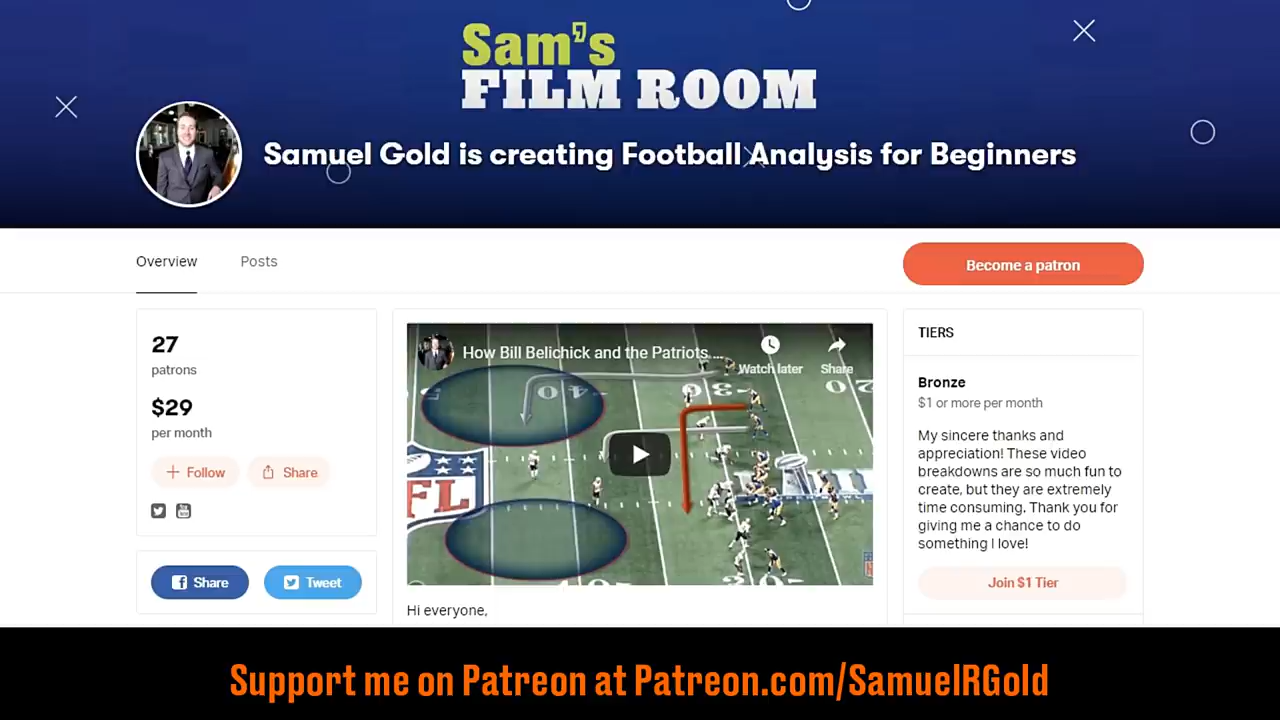 Sam's
FILM ROOM
Samuel Gold is creating Football Analysis for Beginners
Overview
Posts
Become a patron
27
patrons
$29
per month
Follow
Share
Share
Tweet
How Bill Belichick and the Patriots....
Watch later
Share
NFL
Hi everyone,
TIERS
Bronze
$1 or more per month
My sincere thanks and
appreciation! These video
breakdowns are so much fun to
create, but they are extremely
time consuming. Thank you for
giving me a chance to do
something I love!
Join $1 Tier
Support me on Patreon at Patreon.com/SamuelRGold